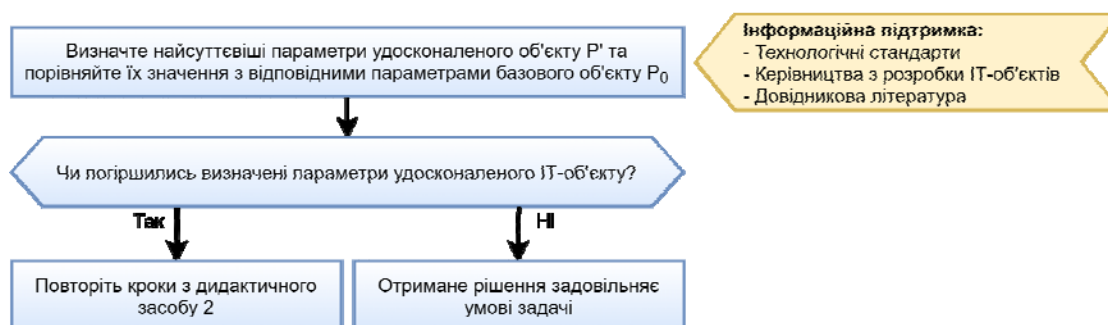 Визначте найсуттєвіші параметри удосконаленого об'єкту P' та
порівняйте їх значення з відповідними параметрами базового об'єкту P₀
Інформаційна підтримка:
- Технологічні стандарти
- Керівництва з розробки ІТ-об'єктів
- Довідникова література
Чи погіршились визначені параметри удосконаленого ІТ-об'єкту?
Так
Ні
Повторіть кроки з дидактичного
засобу 2
Отримане рішення задовільняє
умові задачі